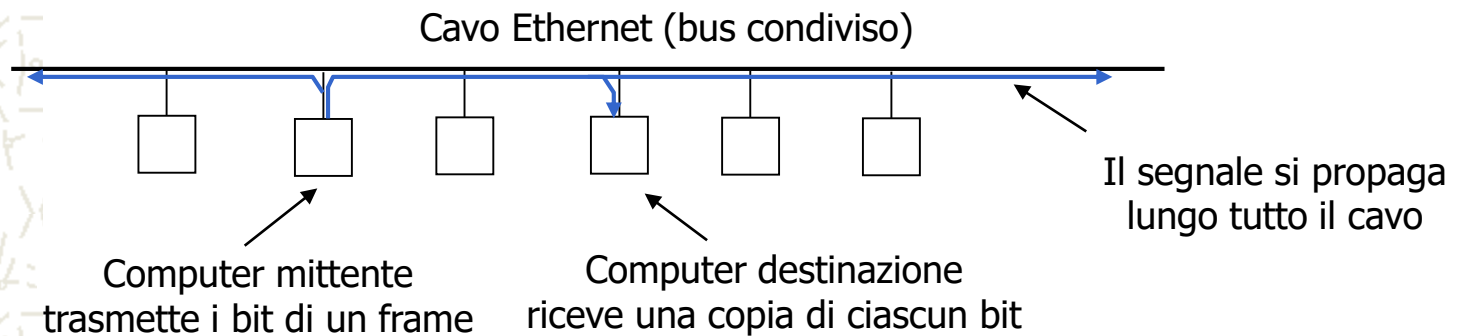 Cavo Ethernet (bus condiviso)
Il segnale si propaga
lungo tutto il cavo
Computer mittente
trasmette i bit di un frame
Computer destinazione
riceve una copia di ciascun bit